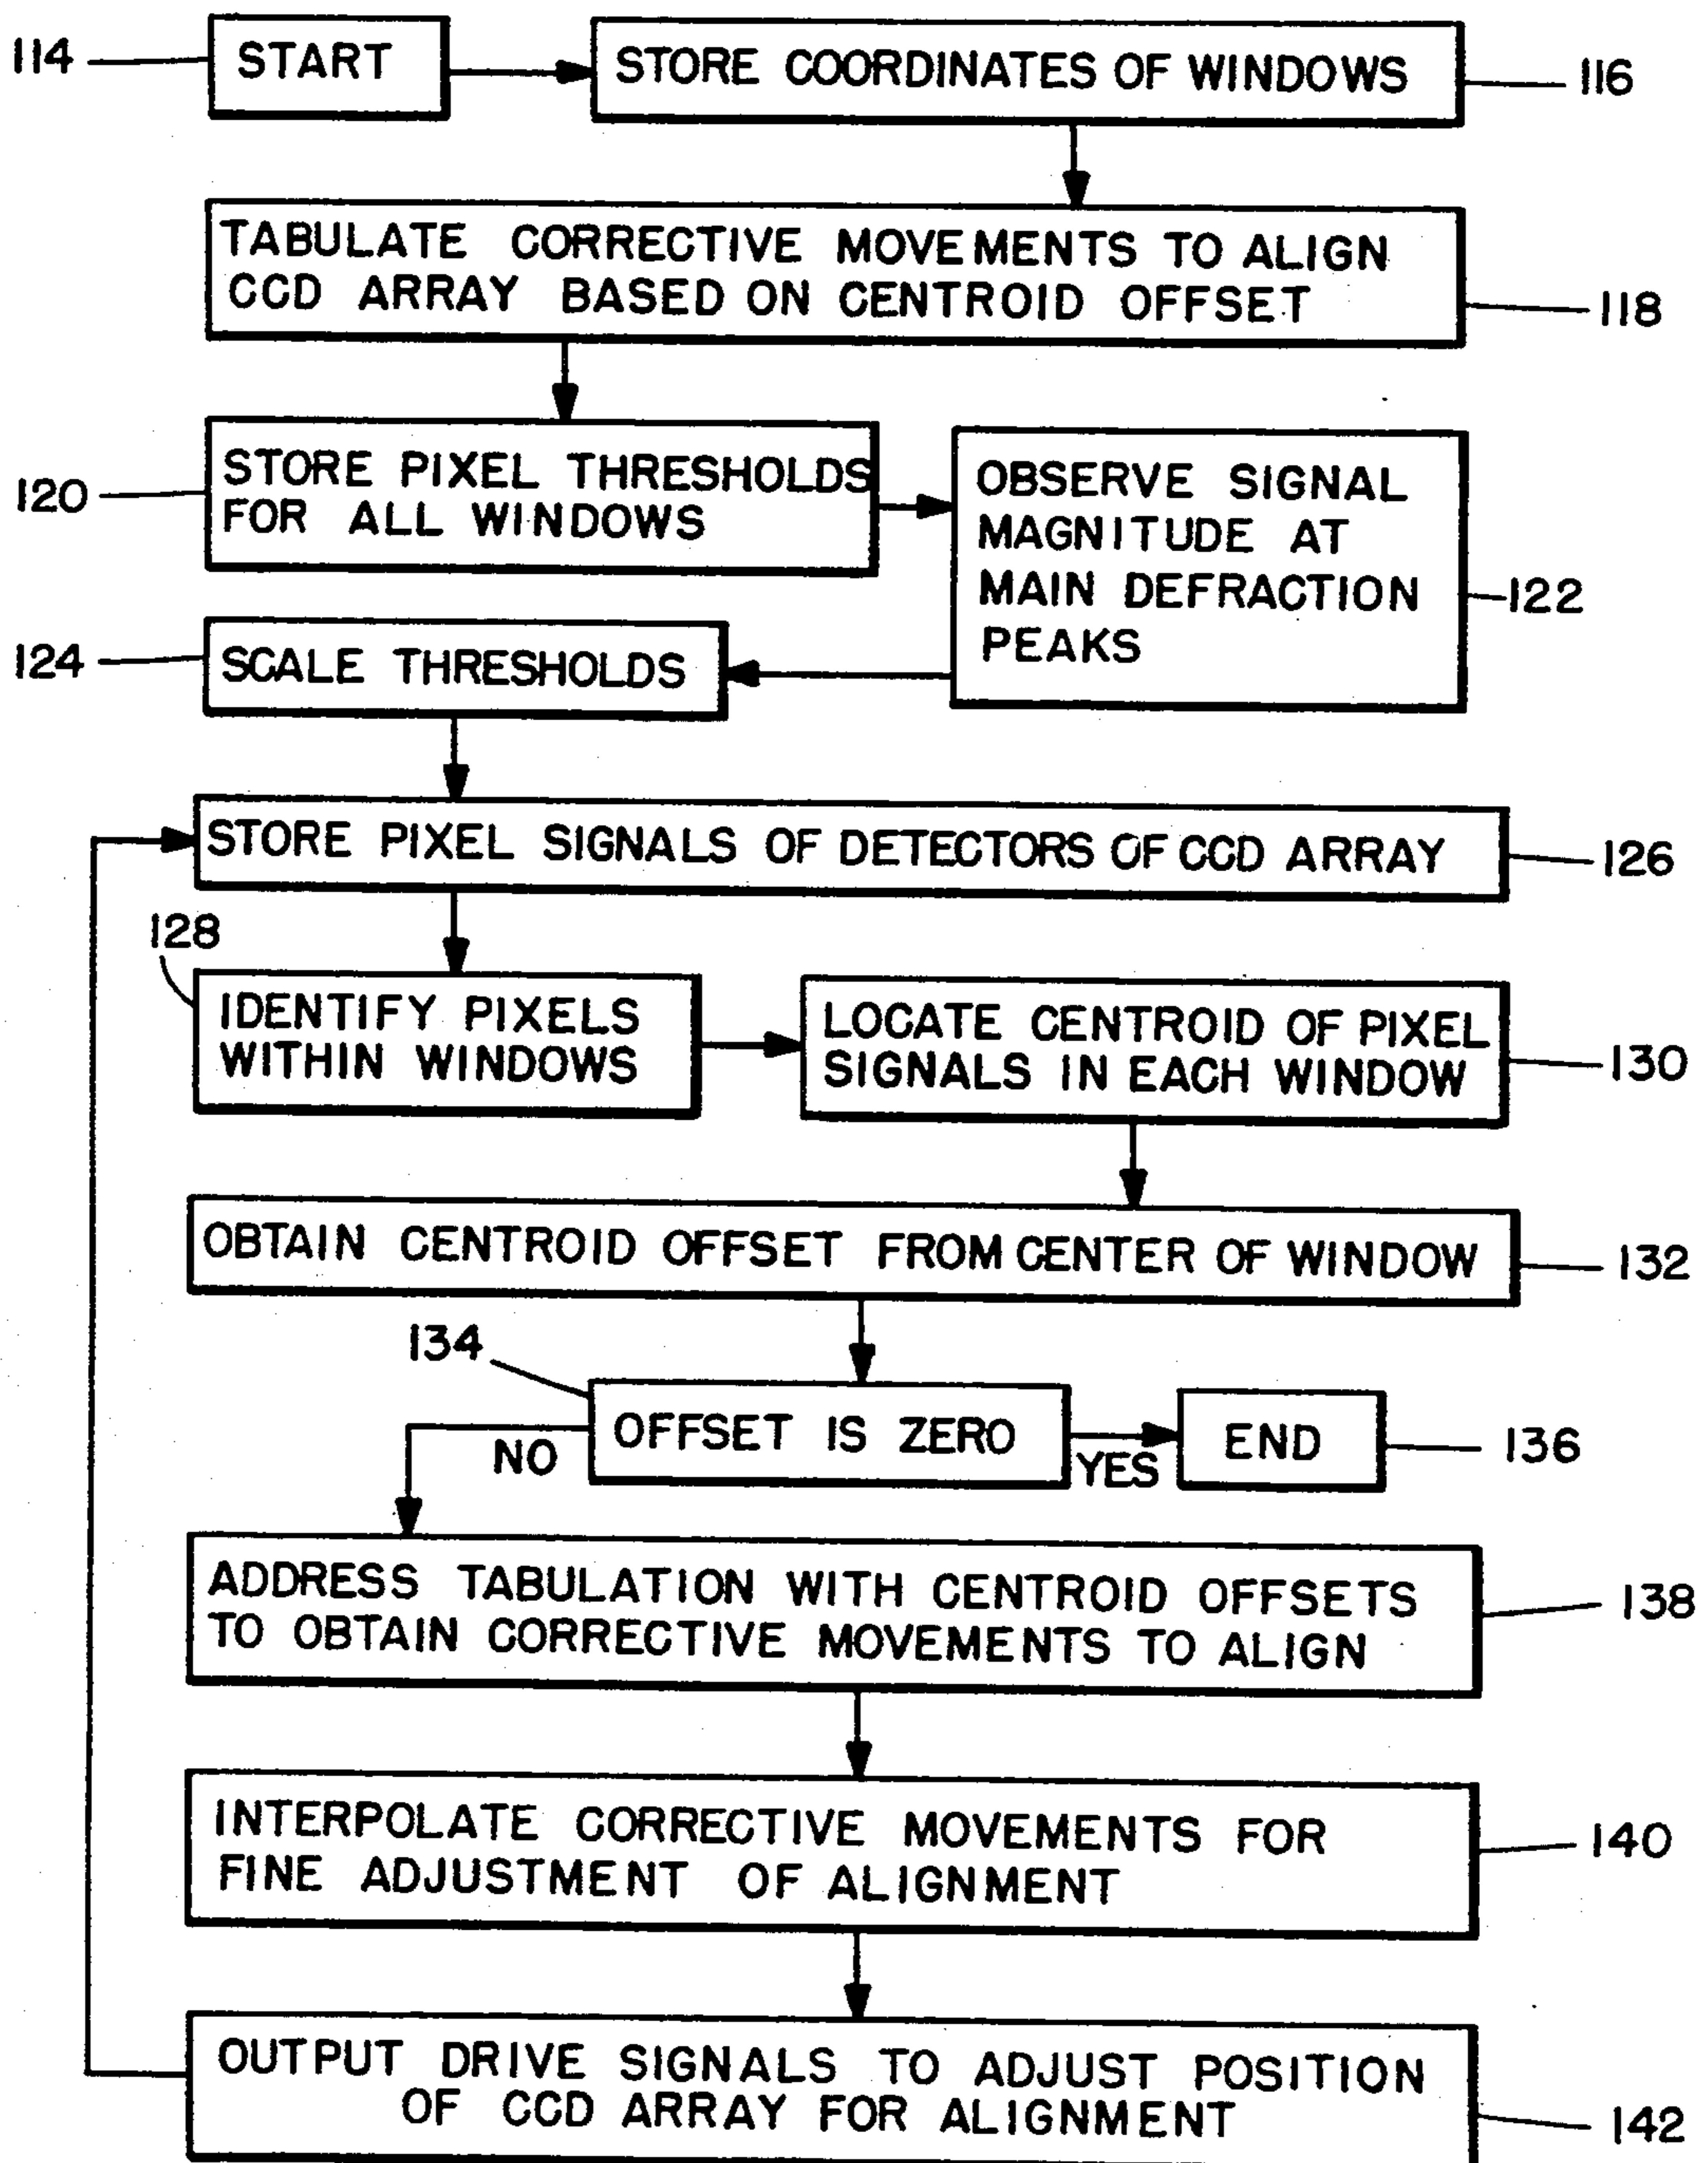 114
START
STORE COORDINATES OF WINDOWS
116
TABULATE CORRECTIVE MOVEMENTS TO ALIGN
CCD ARRAY BASED ON CENTROID OFFSET
118
120
STORE PIXEL THRESHOLDS
FOR ALL WINDOWS
OBSERVE SIGNAL
MAGNITUDE AT
MAIN DEFRACTION
PEAKS
122
124
SCALE THRESHOLDS
STORE PIXEL SIGNALS OF DETECTORS OF CCD ARRAY
126
128
IDENTIFY PIXELS
WITHIN WINDOWS
LOCATE CENTROID OF PIXEL
SIGNALS IN EACH WINDOW
130
OBTAIN CENTROID OFFSET FROM CENTER OF WINDOW
132
134
OFFSET IS ZERO
NO
YES
END
136
ADDRESS TABULATION WITH CENTROID OFFSETS
TO OBTAIN CORRECTIVE MOVEMENTS TO ALIGN
138
INTERPOLATE CORRECTIVE MOVEMENTS FOR
FINE ADJUSTMENT OF ALIGNMENT
140
OUTPUT DRIVE SIGNALS TO ADJUST POSITION
OF CCD ARRAY FOR ALIGNMENT
142